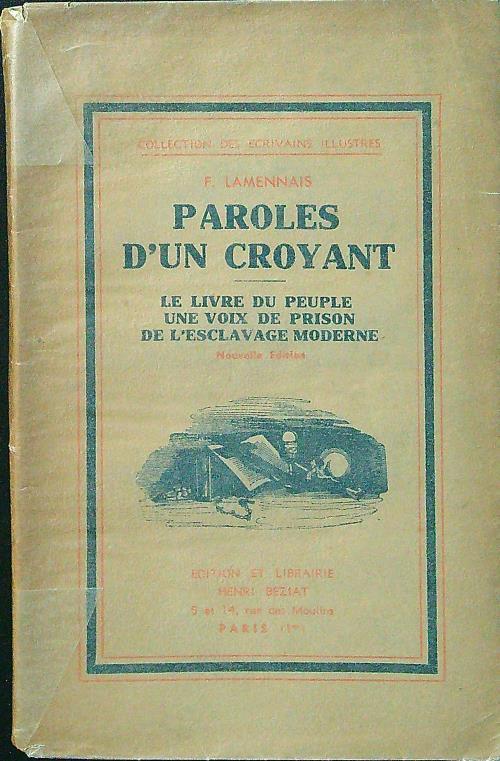 COLLECTION DES ECRIVAINS ILLUSTRES
F. LAMENNAIS
PAROLES
D'UN CROYANT
LE LIVRE DU PEUPLE
UNE VOIX DE PRISON
DE L'ESCLAVAGE MODERNE
Nouvelle Edition
EDITION ET LIBRAIRIE
HENRI BEZIAT
5 et 14, rue des Moulins
PARIS (1er)